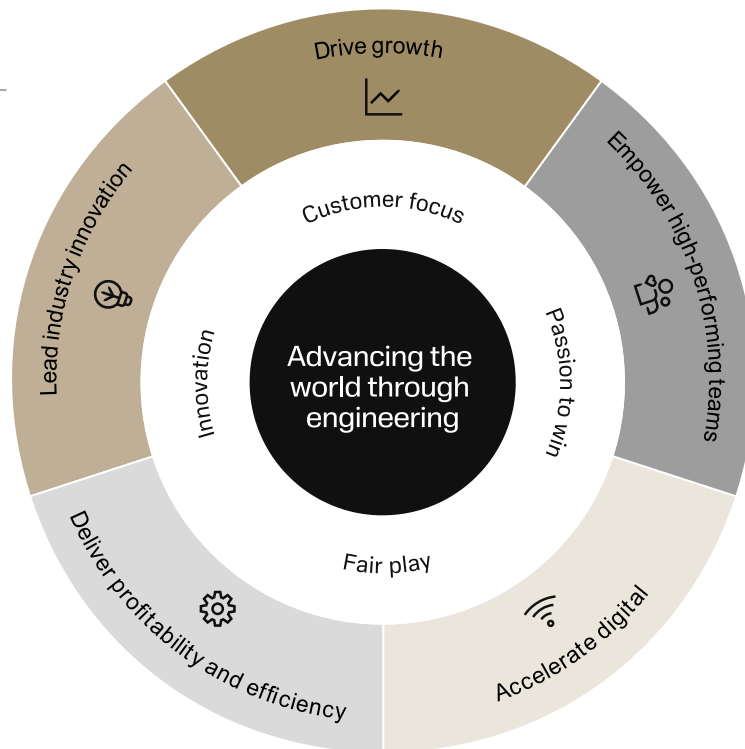 Drive growth
Empower high-performing teams
Accelerate digital
Deliver profitability and efficiency
Lead industry innovation
Customer focus
Passion to win
Fair play
Innovation
Advancing the
world through
engineering